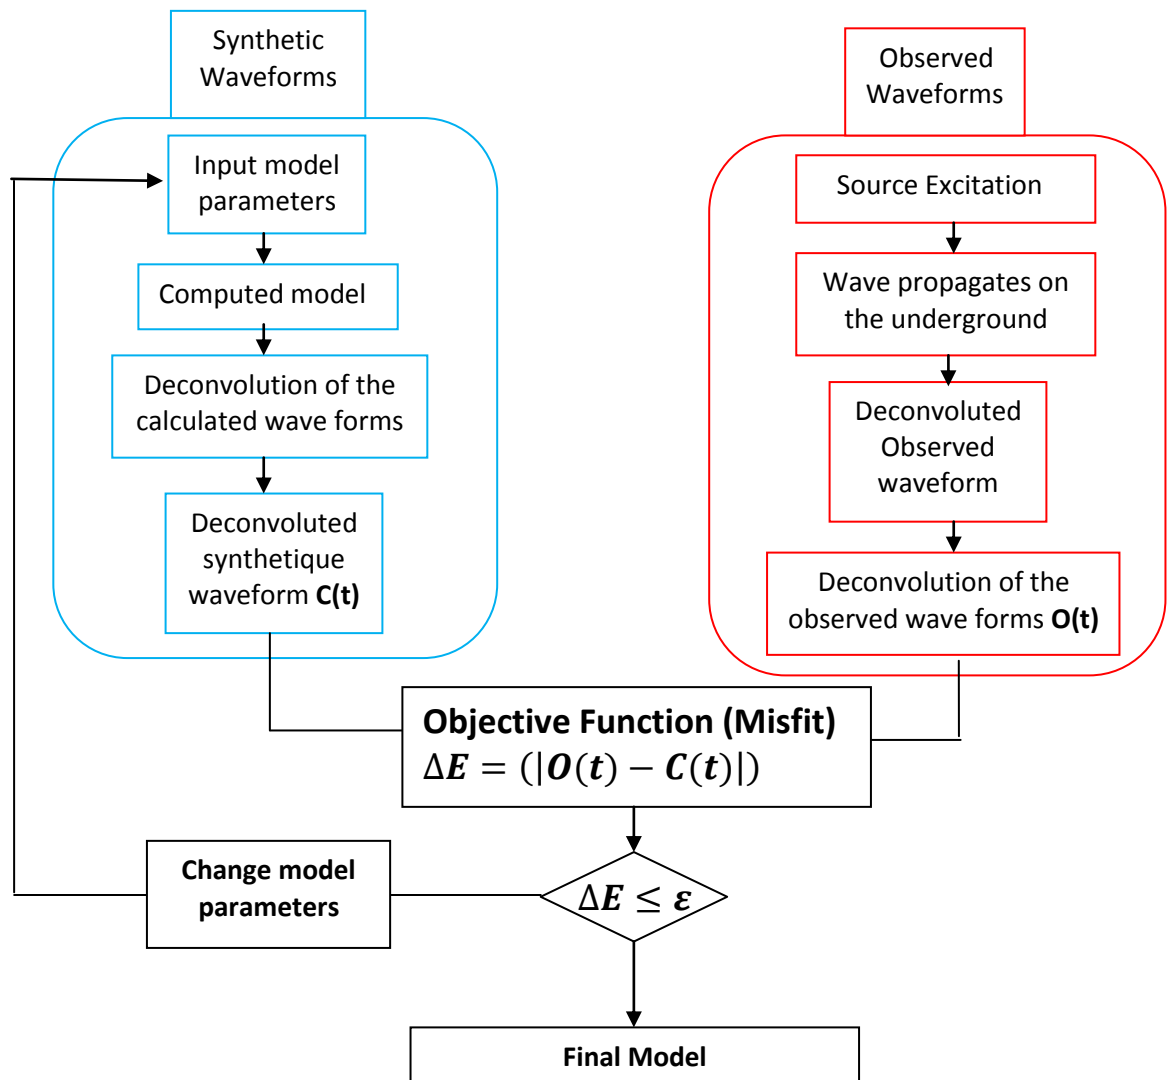 Synthetic
Waveforms
Input model
parameters
Computed model
Deconvolution of the
calculated wave forms
Deconvoluted
synthetique
waveform C(t)
Observed
Waveforms
Source Excitation
Wave propagates on
the underground
Deconvoluted
Observed
waveform
Deconvolution of the
observed wave forms O(t)
Objective Function (Misfit)
ΔE = (|O(t) − C(t)|)
Change model
parameters
ΔE ≤ ε
Final Model